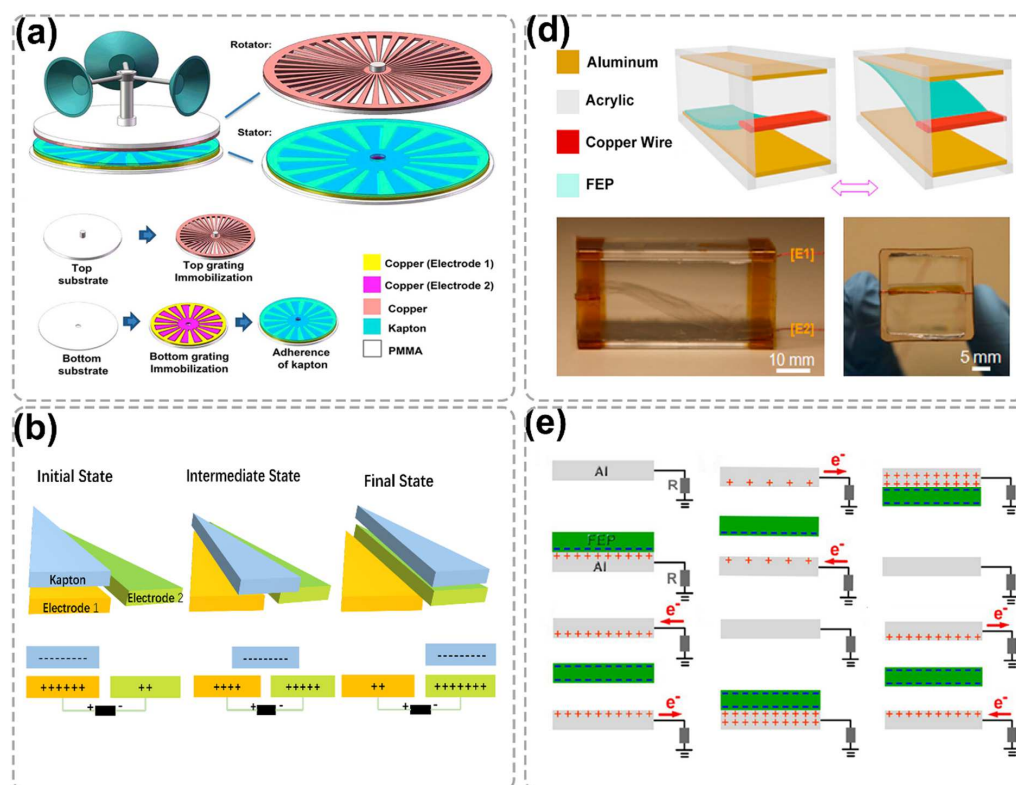 (a)
Rotator:
Stator:
Top
substrate
Top grating
Immobilization
Bottom
substrate
Bottom grating
Immobilization
Adherence
of kapton
Copper (Electrode 1)
Copper (Electrode 2)
Copper
Kapton
PMMA
(d)
Aluminum
Acrylic
Copper Wire
FEP
[E1]
[E2]
10 mm
5 mm
(b)
Initial State
Intermediate State
Final State
Kapton
Electrode 1
Electrode 2
---------
---------
---------
++++++
++
++++
+++++
++
+++++++
+ -
+ -
+ -
(e)
Al
R
e-
+ + + + +
FEP
Al
R
+ + + + +
e-
e-
e-
e-
e-